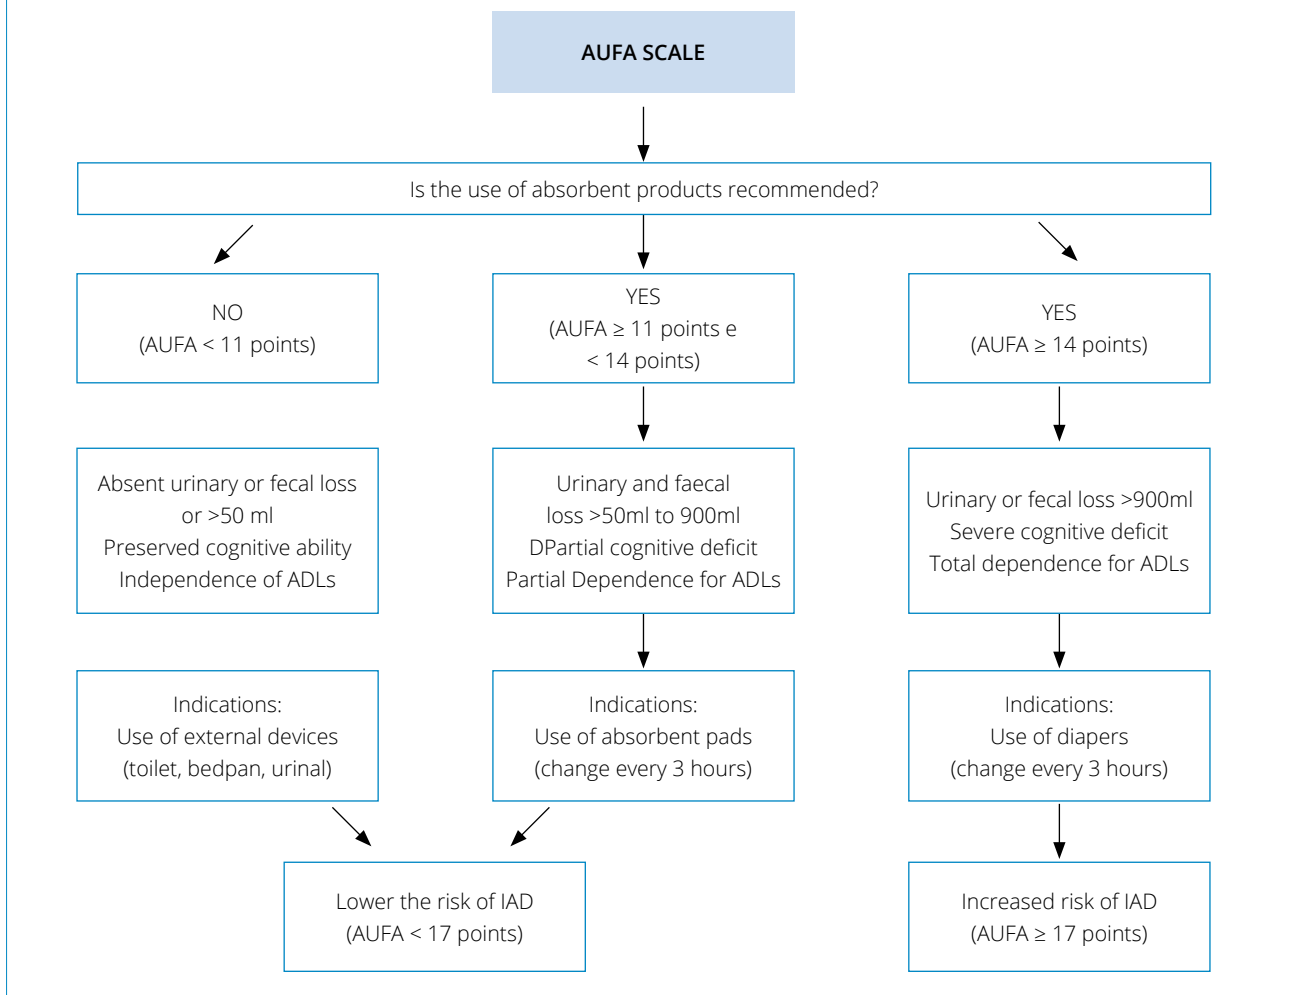 AUFA SCALE
Is the use of absorbent products recommended?
NO
(AUFA < 11 points)
YES
(AUFA ≥ 11 points e
< 14 points)
YES
(AUFA ≥ 14 points)
Absent urinary or fecal loss
or >50 ml
Preserved cognitive ability
Independence of ADLs
Urinary and faecal
loss >50ml to 900ml
DPartial cognitive deficit
Partial Dependence for ADLs
Urinary or fecal loss >900ml
Severe cognitive deficit
Total dependence for ADLs
Indications:
Use of external devices
(toilet, bedpan, urinal)
Indications:
Use of absorbent pads
(change every 3 hours)
Indications:
Use of diapers
(change every 3 hours)
Lower the risk of IAD
(AUFA < 17 points)
Increased risk of IAD
(AUFA ≥ 17 points)